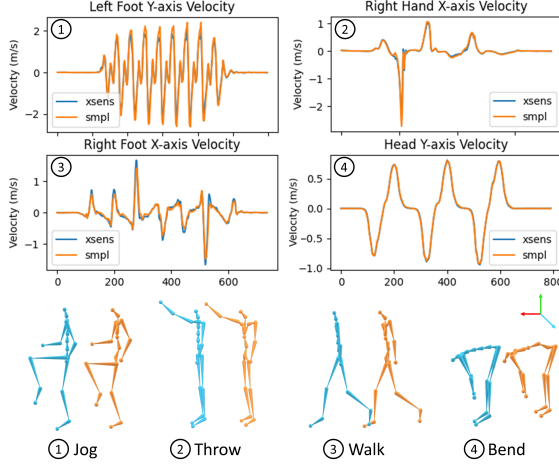 Left Foot Y-axis Velocity
Right Hand X-axis Velocity
1
2
Velocity (m/s)
2
0
−2
xsens
smpl
Velocity (m/s)
1
0
−1
−2
xsens
smpl
Right Foot X-axis Velocity
Head Y-axis Velocity
3
4
Velocity (m/s)
1
0
−1
xsens
smpl
0 200 400 600
Velocity (m/s)
0.5
0.0
−0.5
−1.0
xsens
smpl
0 200 400 600 800
1 Jog
2 Throw
3 Walk
4 Bend